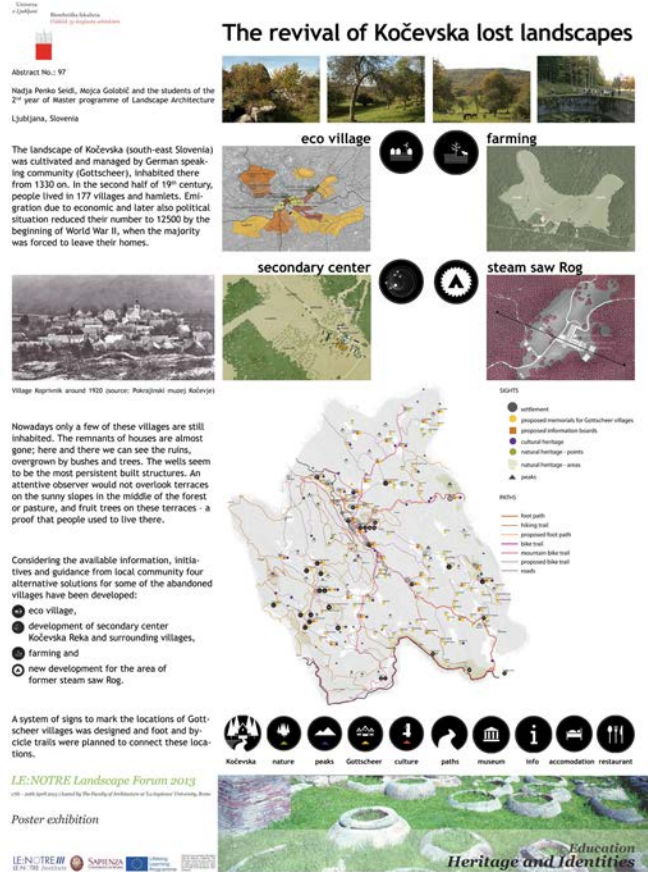 Univerza
v Ljubljani
Biotehniška fakulteta
The revival of Kočevska lost landscapes
Abstract No.: 97
Nadja Penko Seidl, Mojca Golobič and the students of the
2nd year of Master programme of Landscape Architecture
Ljubljana, Slovenia
The landscape of Kočevska (south-east Slovenia)
was cultivated and managed by German speak-
ing community (Gottscheer), inhabited there
from 1330 on. In the second half of 19th century,
people lived in 177 villages and hamlets. Emi-
gration due to economic and later also political
situation reduced their number to 12500 by the
beginning of World War II, when the majority
was forced to leave their homes.
eco village
farming
secondary center
steam saw Rog
Village Koprivnik around 1920 (source: Pokrajinski muzej Kočevje)
Nowadays only a few of these villages are still
inhabited. The remnants of houses are almost
gone; here and there we can see the ruins,
overgrown by bushes and trees. The wells seem
to be the most persistent built structures. An
attentive observer would not overlook terraces
on the sunny slopes in the middle of the forest
or pasture, and fruit trees on these terraces - a
proof that people used to live there.
Considering the available information, initia-
tives and guidance from local community four
alternative solutions for some of the abandoned
villages have been developed:
eco village,
development of secondary center
Kočevska Reka and surrounding villages,
farming and
new development for the area of
former steam saw Rog.
A system of signs to mark the locations of Gott-
scheer villages was designed and foot and by-
cicle trails were planned to connect these loca-
tions.
SIGHTS
settlement
proposed memorials for Gottscheer villages
proposed information boards
cultural heritage
natural heritage - points
natural heritage - areas
peaks
PATHS
foot path
hiking trail
proposed foot path
bike trail
mountain bike trail
proposed bike trail
roads
Kočevska nature peaks Gottscheer culture paths museum info accomodation restaurant
LE:NOTRE Landscape Forum 2013
Poster exhibition
LE:NOTRE III
LE:NOTRE Institute
SAPIENZA
Lifelong
Learning
Programme
Education
Heritage and Identities